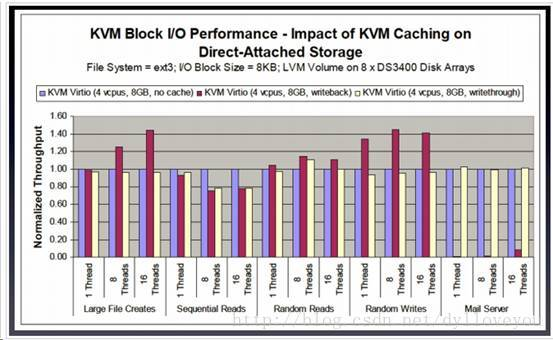 KVM Block I/O Performance - Impact of KVM Caching on
Direct-Attached Storage
File System = ext3; I/O Block Size = 8KB; LVM Volume on 8 x DS3400 Disk Arrays
KVM Virtio (4 vcpus, 8GB, no cache) KVM Virtio (4 vcpus, 8GB, writeback) KVM Virtio (4 vcpus, 8GB, writethrough)
Normalized Throughput
1.60
1.40
1.20
1.00
0.80
0.60
0.40
0.20
0.00
1 Thread 8 Threads 16 Threads 1 Thread 8 Threads 16 Threads 1 Thread 8 Threads 16 Threads 1 Thread 8 Threads 16 Threads 1 Thread 8 Threads 16 Threads
Large File Creates Sequential Reads Random Reads Random Writes Mail Server
http://blog.csdn.net/dylloveyou